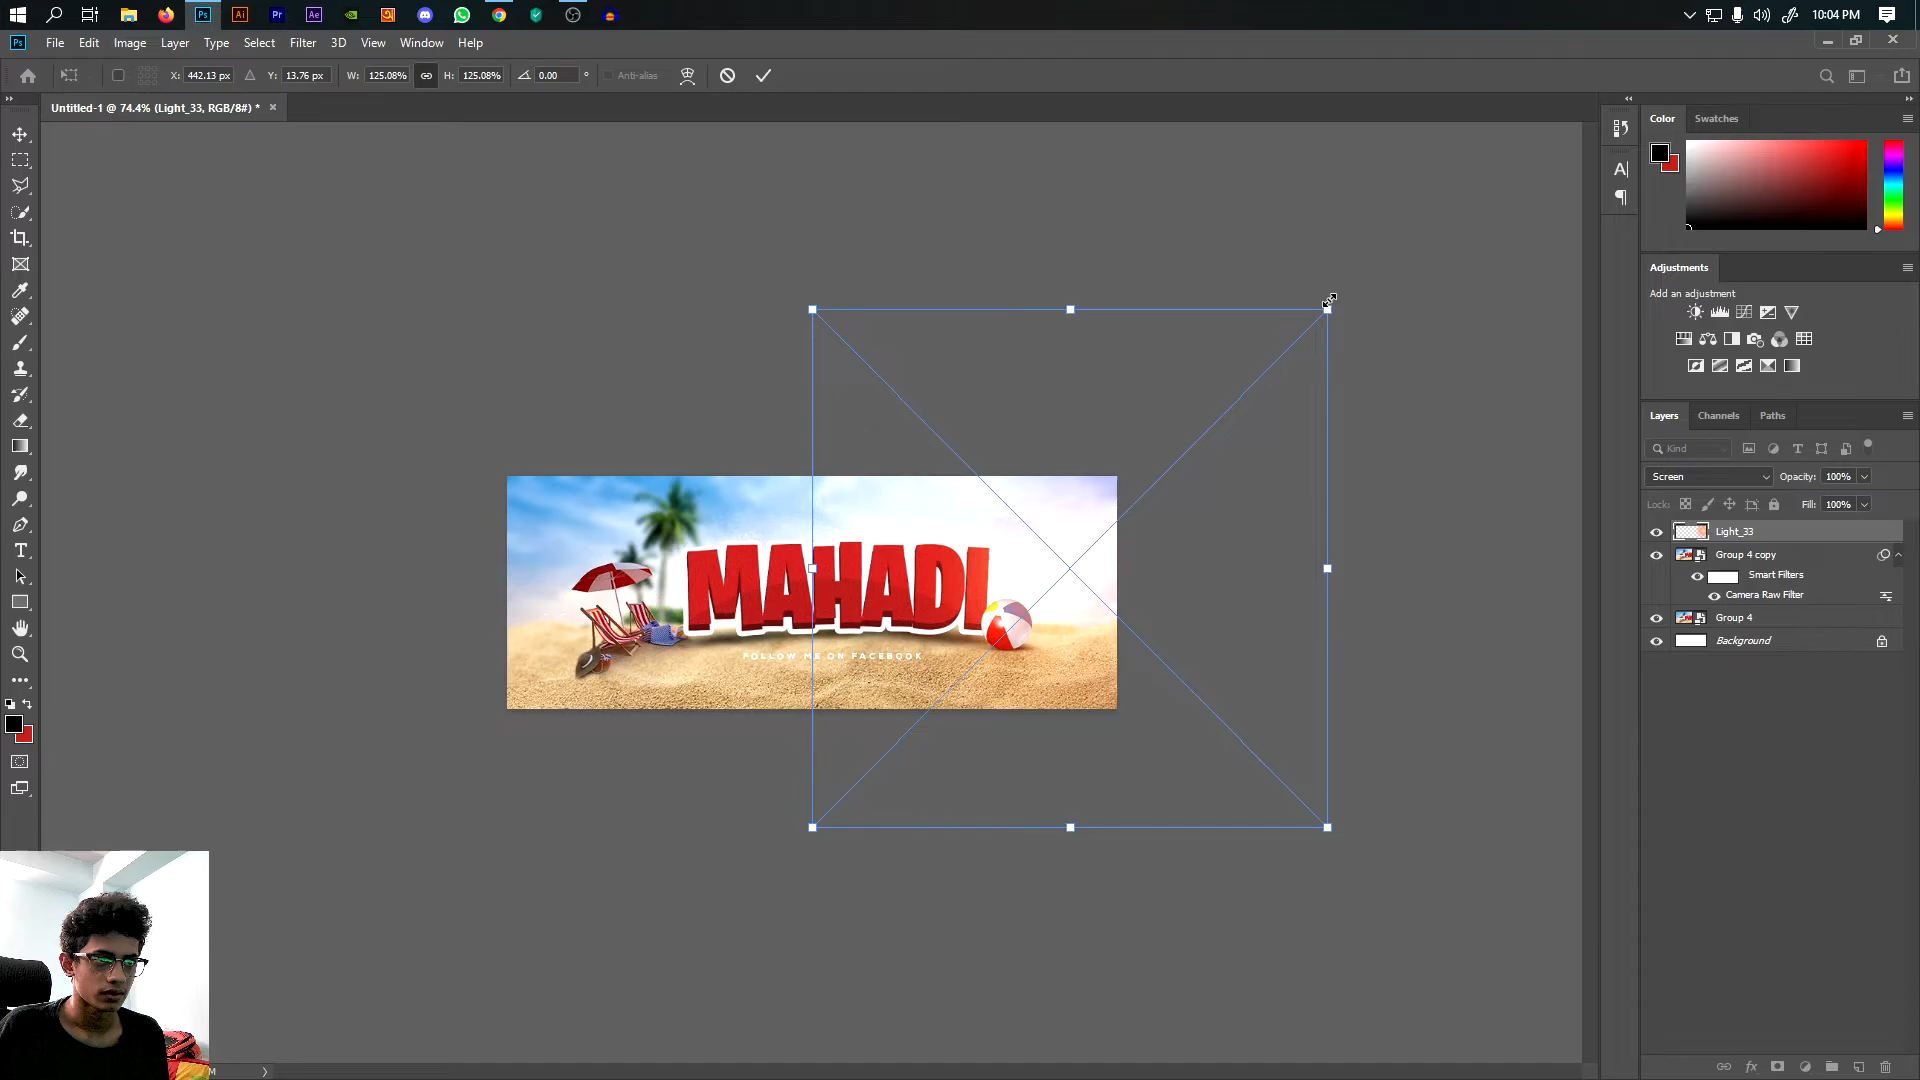 10:04 PM
File Edit Image Layer Type Select Filter 3D View Window Help
X: 442.13 px Y: 13.76 px W: 125.08% H: 125.08% 0.00 ° Anti-alias
Untitled-1 @ 74.4% (Light_33, RGB/8#) * ×
Color Swatches
Adjustments
Add an adjustment
Layers Channels Paths
Kind
Screen Opacity: 100%
Lock: Fill: 100%
Light_33
Group 4 copy
Smart Filters
Camera Raw Filter
Group 4
Background
MAHADI
FOLLOW ME ON FACEBOOK
M